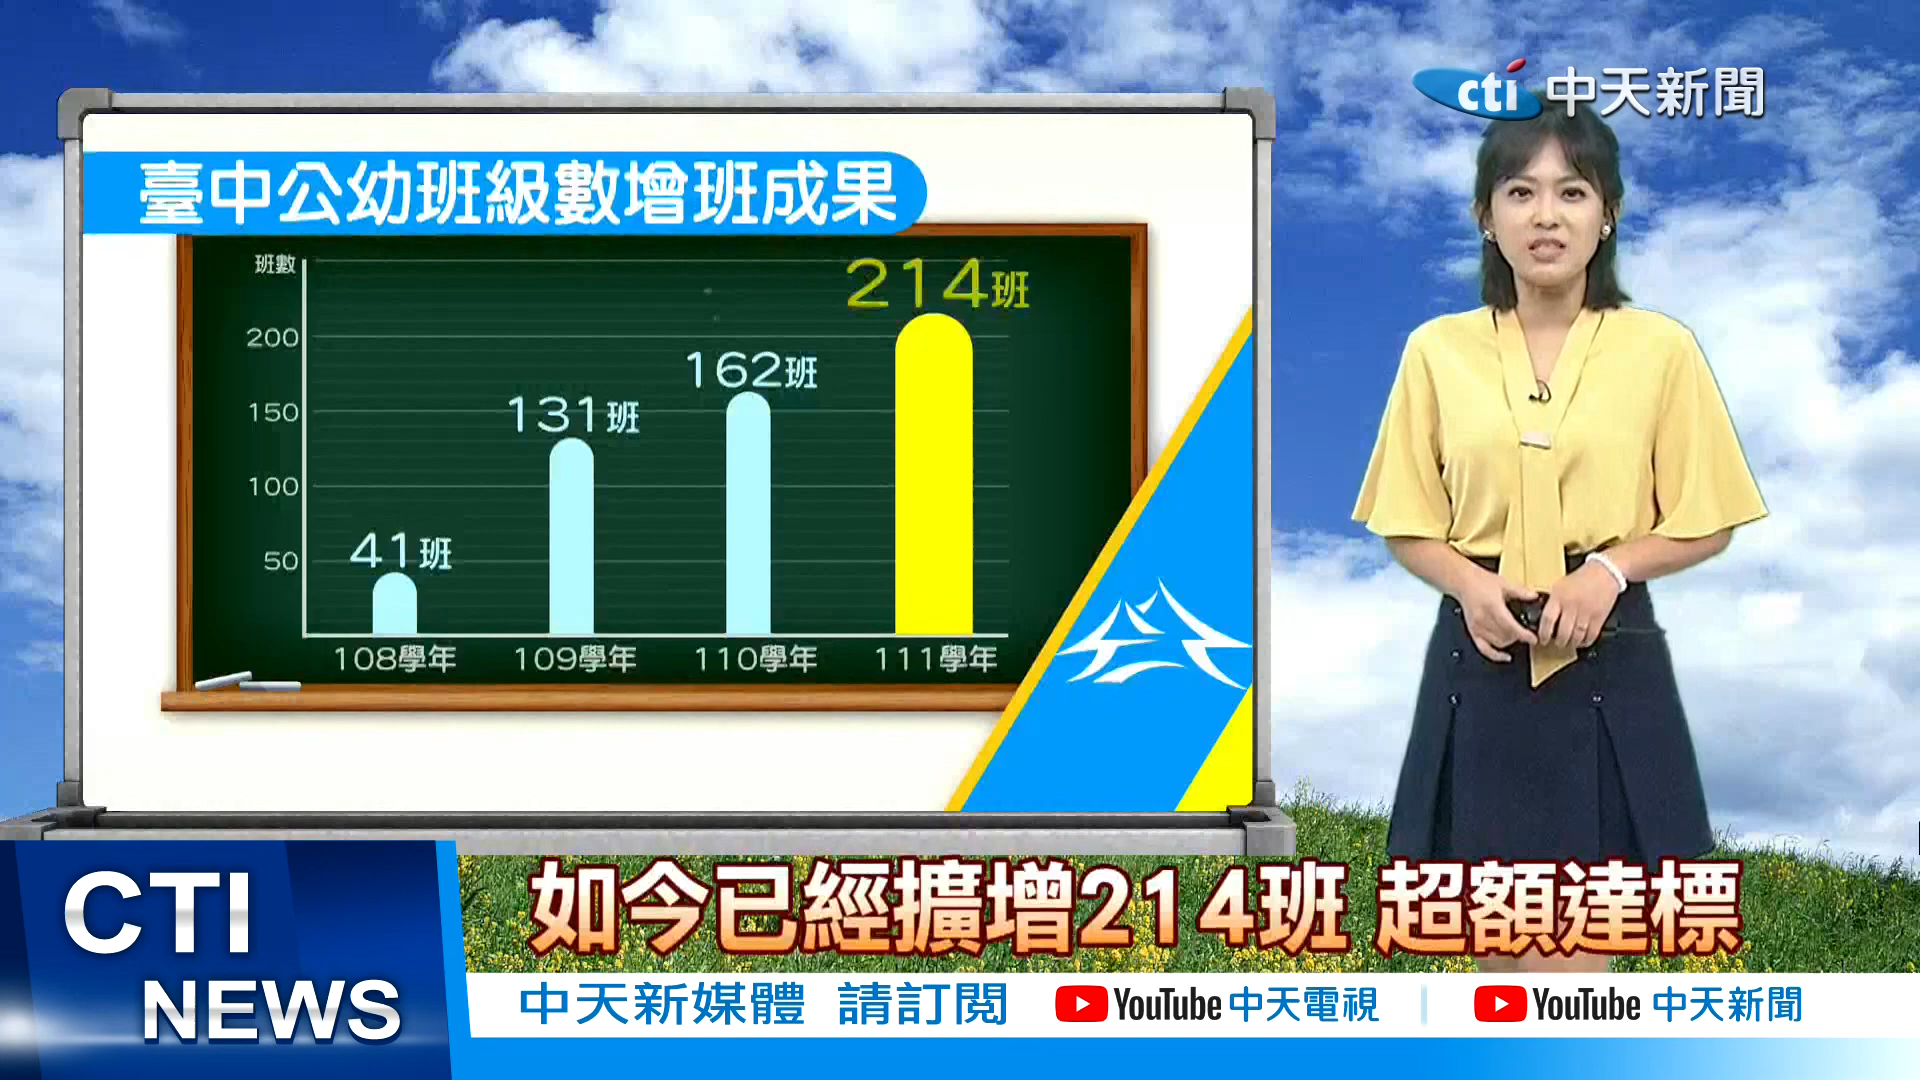 cti 中天新聞
臺中公幼班級數增班成果
班數
200
150
100
50
41班
131班
162班
214班
108學年 109學年 110學年 111學年
如今已經擴增214班 超額達標
CTI
NEWS
中天新媒體 請訂閱 YouTube 中天電視 | YouTube 中天新聞